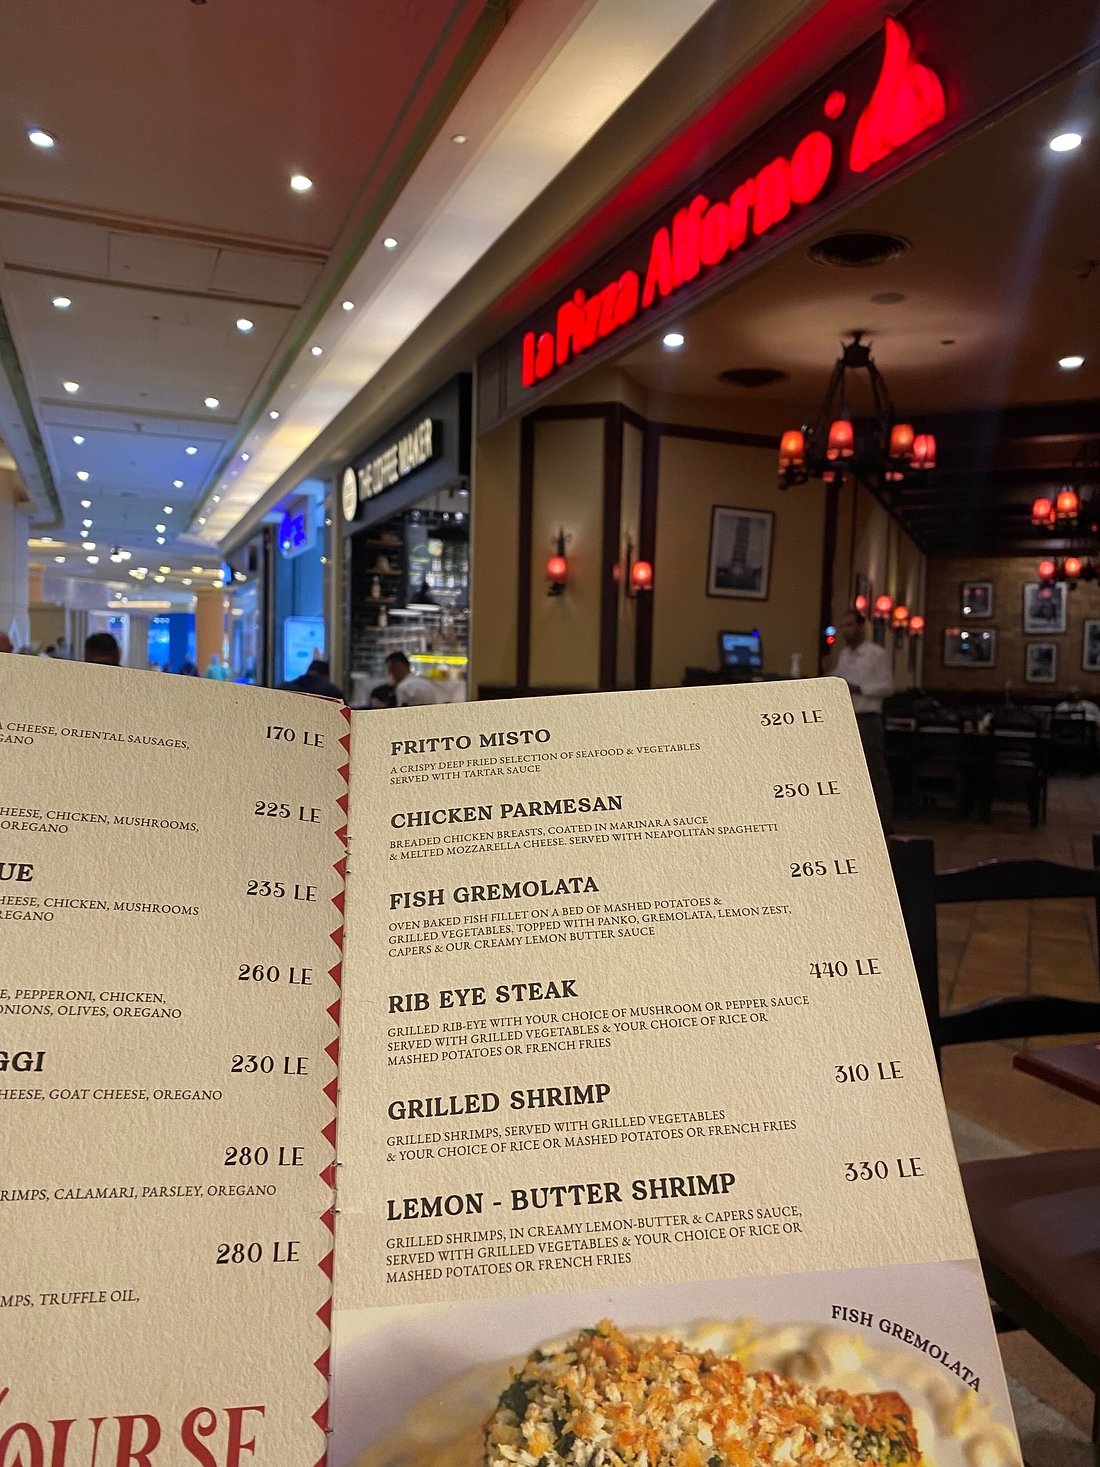 la Pizza Alforno
THE COFFEE MAKER
A CHEESE, ORIENTAL SAUSAGES,
170 LE
225 LE
CHICKEN, MUSHROOMS,
OREGANO
UE
235 LE
CHICKEN, MUSHROOMS
260 LE
PEPPERONI, CHICKEN,
OLIVES, OREGANO
GGI
230 LE
GOAT CHEESE, OREGANO
280 LE
CALAMARI, PARSLEY, OREGANO
280 LE
TRUFFLE OIL,
OURSE
FRITTO MISTO
320 LE
A CRISPY DEEP FRIED SELECTION OF SEAFOOD & VEGETABLES
SERVED WITH TARTAR SAUCE
CHICKEN PARMESAN
250 LE
BREADED CHICKEN BREASTS, COATED IN MARINARA SAUCE
& MELTED MOZZARELLA CHEESE. SERVED WITH NEAPOLITAN SPAGHETTI
FISH GREMOLATA
265 LE
OVEN BAKED FISH FILLET ON A BED OF MASHED POTATOES &
GRILLED VEGETABLES, TOPPED WITH PANKO, GREMOLATA, LEMON ZEST,
CAPERS & OUR CREAMY LEMON BUTTER SAUCE
RIB EYE STEAK
440 LE
GRILLED RIB-EYE WITH YOUR CHOICE OF MUSHROOM OR PEPPER SAUCE
SERVED WITH GRILLED VEGETABLES & YOUR CHOICE OF RICE OR
MASHED POTATOES OR FRENCH FRIES
GRILLED SHRIMP
310 LE
GRILLED SHRIMPS, SERVED WITH GRILLED VEGETABLES
& YOUR CHOICE OF RICE OR MASHED POTATOES OR FRENCH FRIES
LEMON - BUTTER SHRIMP
330 LE
GRILLED SHRIMPS, IN CREAMY LEMON-BUTTER & CAPERS SAUCE,
SERVED WITH GRILLED VEGETABLES & YOUR CHOICE OF RICE OR
MASHED POTATOES OR FRENCH FRIES
FISH GREMOLATA